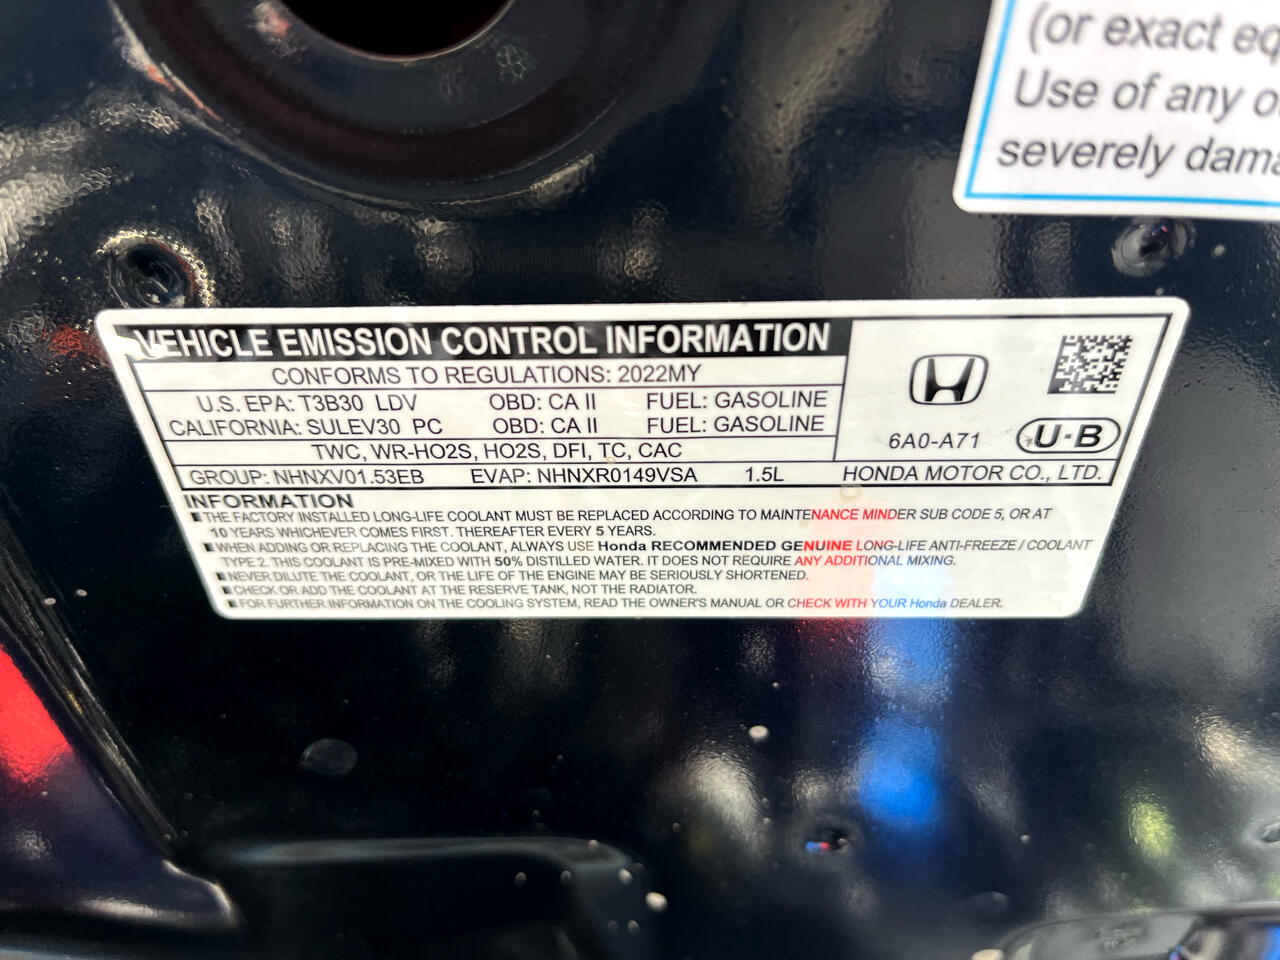 (or exact
Use of any
severely
VEHICLE EMISSION CONTROL INFORMATION
CONFORMS TO REGULATIONS: 2022MY
U.S. EPA: T3B30 LDV OBD: CA II FUEL: GASOLINE
CALIFORNIA: SULEV30 PC OBD: CA II FUEL: GASOLINE
TWC, WR-HO2S, HO2S, DFI, TC, CAC
6A0-A71 U-B
GROUP: NHNXV01.53EB EVAP: NHNXR0149VSA 1.5L HONDA MOTOR CO., LTD.
INFORMATION
■ THE FACTORY INSTALLED LONG-LIFE COOLANT MUST BE REPLACED ACCORDING TO MAINTENANCE MINDER SUB CODE 5, OR AT
10 YEARS WHICHEVER COMES FIRST. THEREAFTER EVERY 5 YEARS.
■ WHEN ADDING OR REPLACING THE COOLANT, ALWAYS USE Honda RECOMMENDED GENUINE LONG-LIFE ANTI-FREEZE / COOLANT
TYPE 2. THIS COOLANT IS PRE-MIXED WITH 50% DISTILLED WATER. IT DOES NOT REQUIRE ANY ADDITIONAL MIXING.
■ NEVER DILUTE THE COOLANT, OR THE LIFE OF THE ENGINE MAY BE SERIOUSLY SHORTENED.
■ CHECK OR ADD THE COOLANT AT THE RESERVE TANK, NOT THE RADIATOR.
■ FOR FURTHER INFORMATION ON THE COOLING SYSTEM, READ THE OWNER'S MANUAL OR CHECK WITH YOUR Honda DEALER.